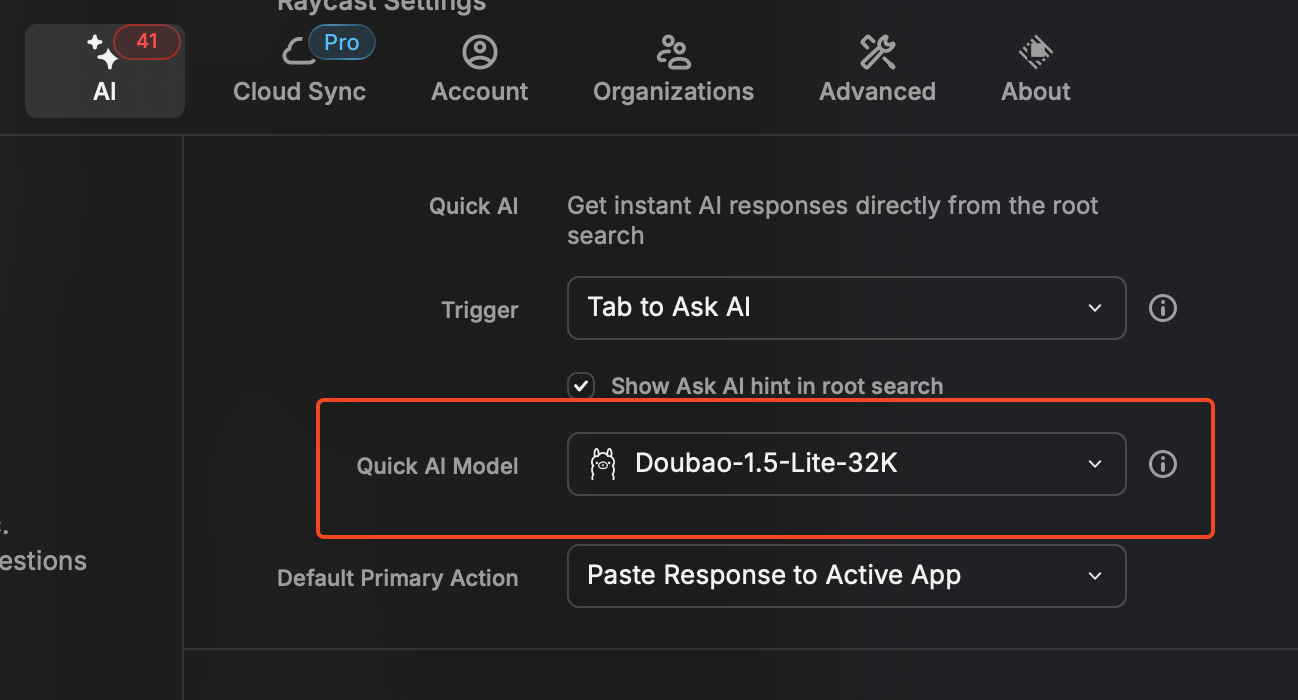 Raycast Settings
41
Pro
AI
Cloud Sync
Account
Organizations
Advanced
About
Quick AI
Get instant AI responses directly from the root
search
Trigger
Tab to Ask AI
Show Ask AI hint in root search
Quick AI Model
Doubao-1.5-Lite-32K
estions
Default Primary Action
Paste Response to Active App